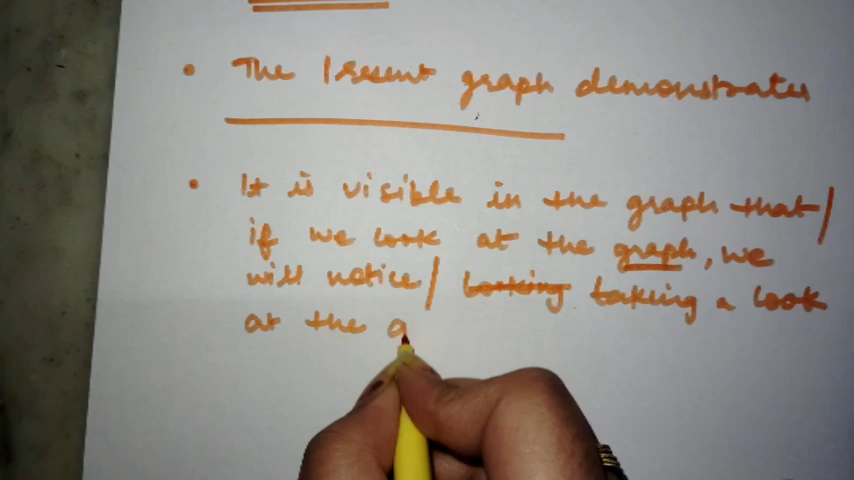 • The Present graph demonstrates
• It is visible in the graph that/
if we look at the graph, we
will notice/ looking taking a look
at the